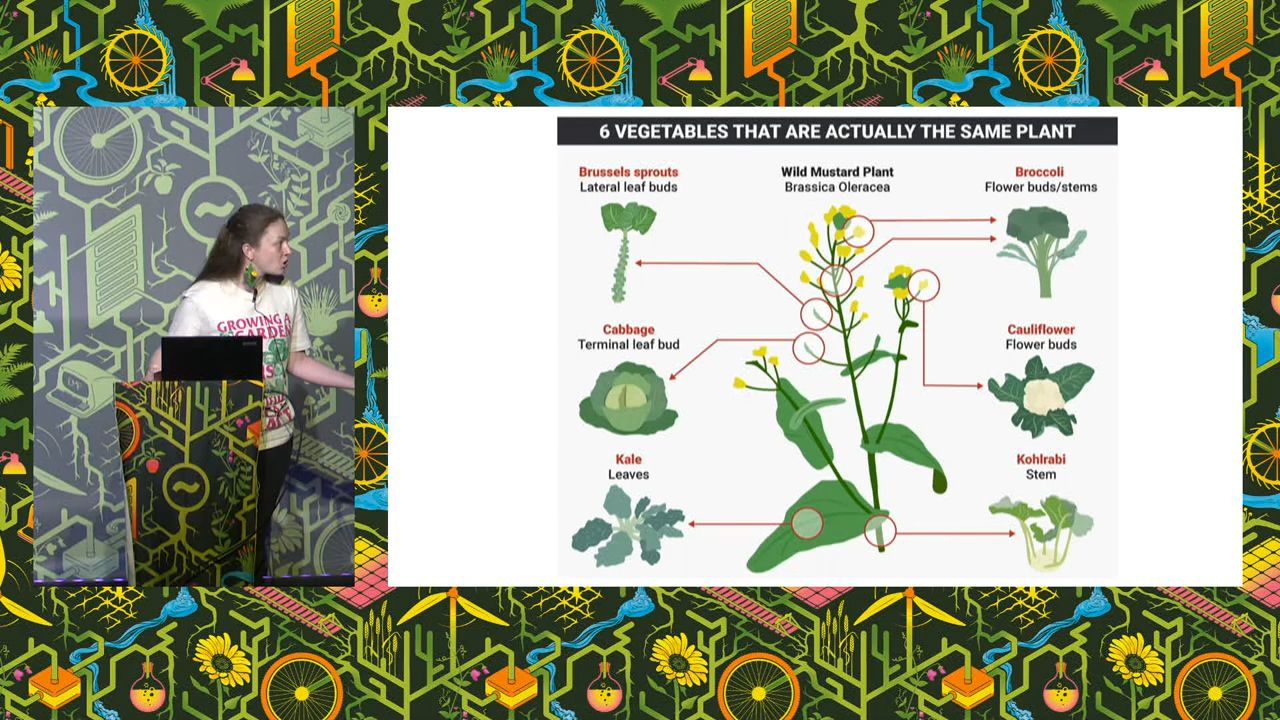 6 VEGETABLES THAT ARE ACTUALLY THE SAME PLANT
Brussels sprouts
Lateral leaf buds
Wild Mustard Plant
Brassica Oleracea
Broccoli
Flower buds/stems
Cabbage
Terminal leaf bud
Cauliflower
Flower buds
Kale
Leaves
Kohlrabi
Stem
GROWING A
GARDEN
EMF